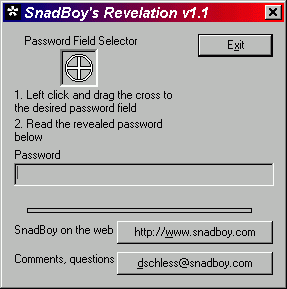 SnadBoy's Revelation v1.1
Password Field Selector
Exit
1. Left click and drag the cross to
the desired password field
2. Read the revealed password
below
Password
SnadBoy on the web
http://www.snadboy.com
Comments, questions
dschless@snadboy.com